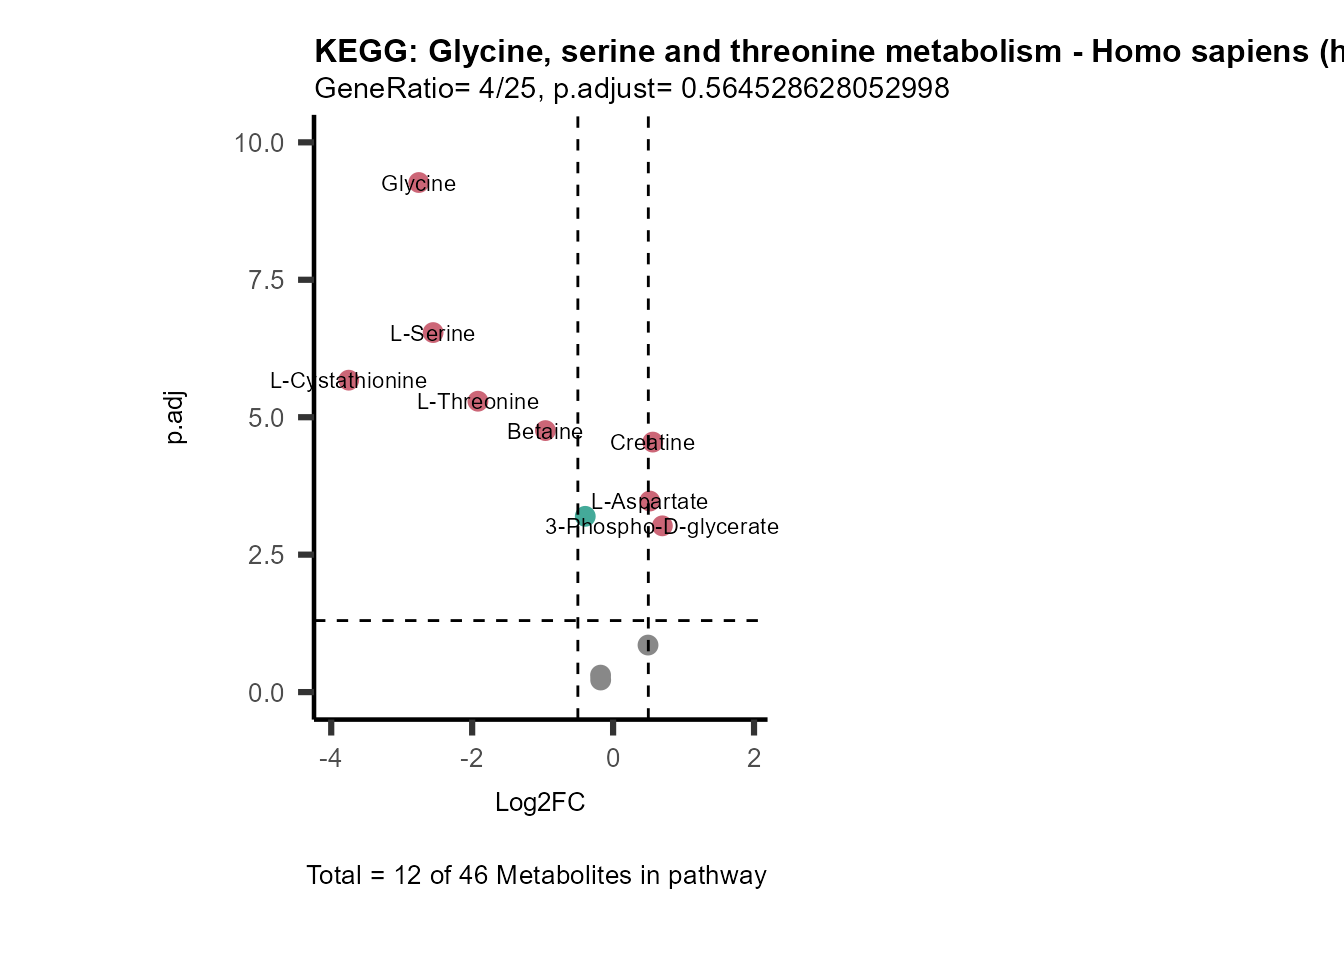 KEGG: Glycine, serine and threonine metabolism - Homo sapiens (h
GeneRatio= 4/25, p.adjust= 0.564528628052998
10.0
Glycine
7.5
L-Serine
L-Cystathionine
L-Threonine
5.0
Betaine
Creatine
p.adj
L-Aspartate
3-Phospho-D-glycerate
2.5
0.0
-4
-2
0
2
Log2FC
Total = 12 of 46 Metabolites in pathway